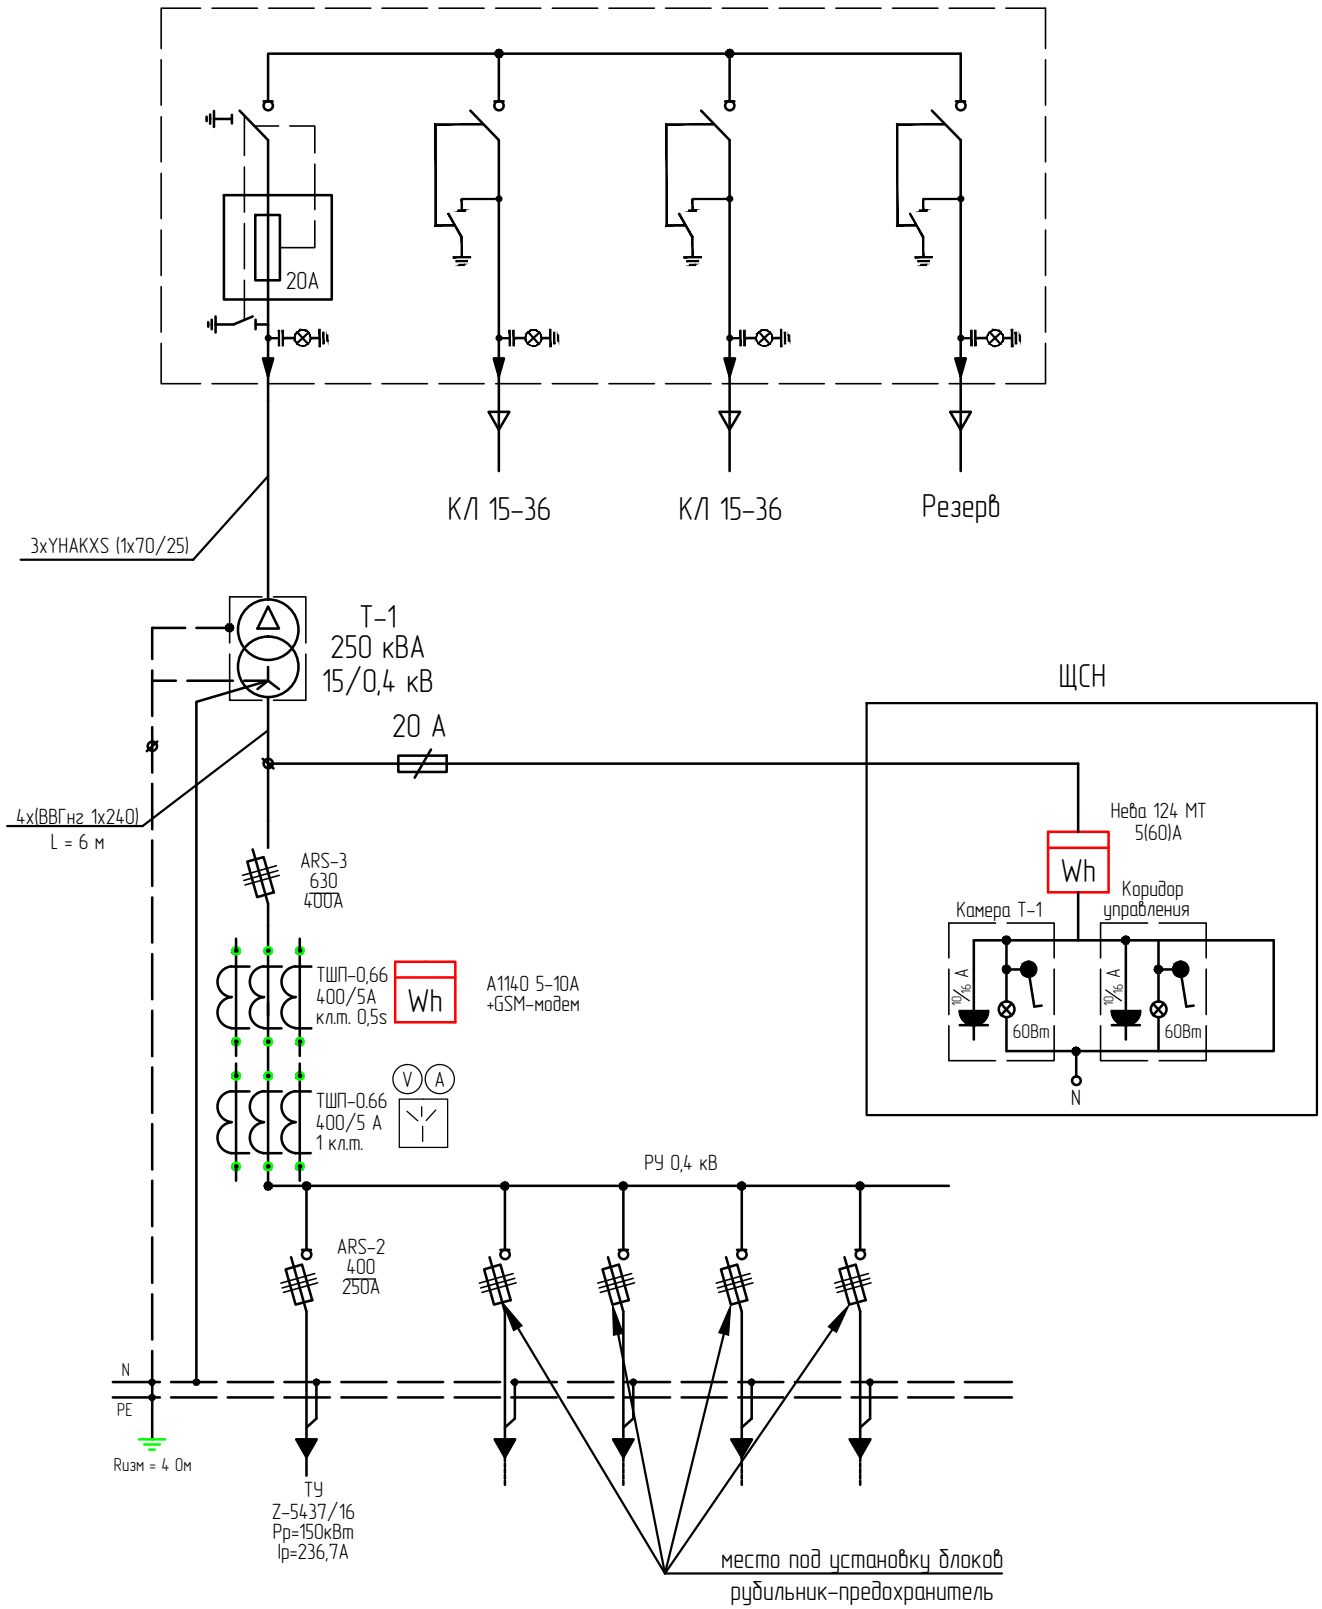 20А
КЛ 15-36
КЛ 15-36
Резерв
3хYHAKXS (1х70/25)
Т-1
250 кВА
15/0,4 кВ
20 А
ЩСН
4х(ВВГнг 1х240)
L = 6 м
Нева 124 МТ
5(60)А
Wh
Камера Т-1
Коридор
управления
10/16 А
60Вт
10/16 А
60Вт
N
ARS-3
630
400А
ТШП-0,66
400/5А
кл.т. 0,5s
Wh
А1140 5-10А
+GSM-модем
V
A
ТШП-0.66
400/5 А
1 кл.т.
РУ 0,4 кВ
ARS-2
400
250А
N
PE
Rизм = 4 Ом
ТУ
Z-5437/16
Рр=150кВт
Iр=236,7А
место под установку блоков
рубильник-предохранитель